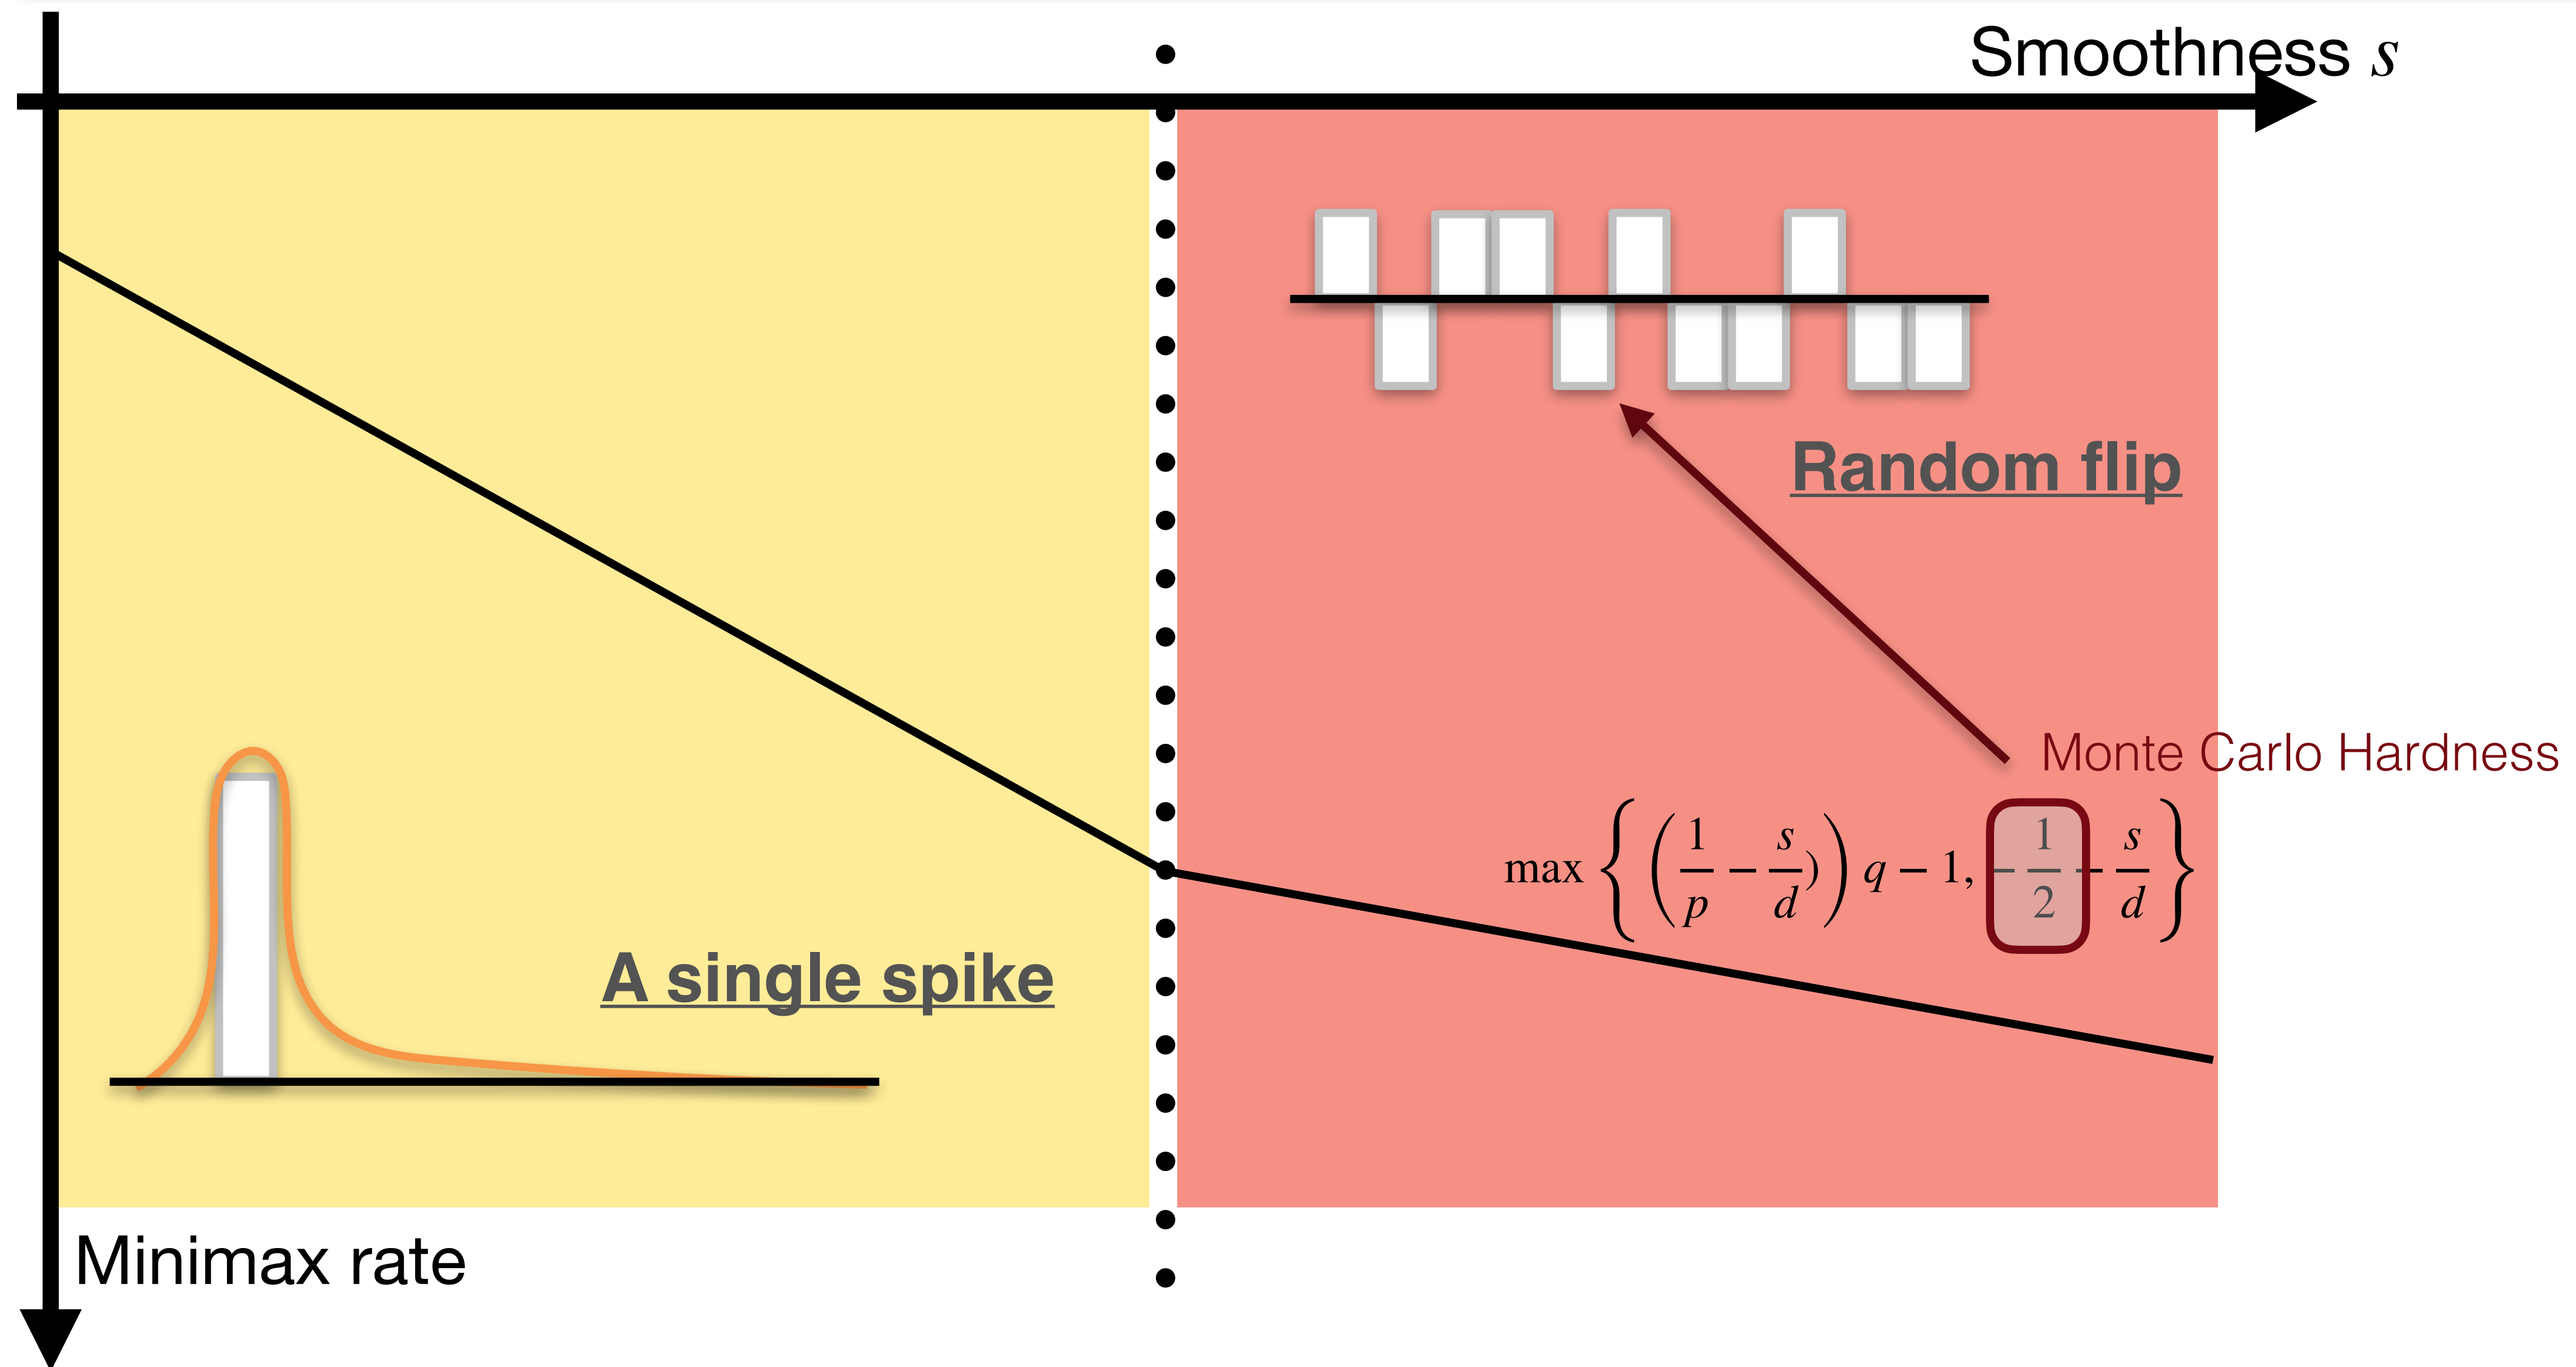 Smoothness s
Random flip
Monte Carlo Hardness
max { ( 1/p − s/d ) ) q − 1, − 1/2 − s/d }
A single spike
Minimax rate